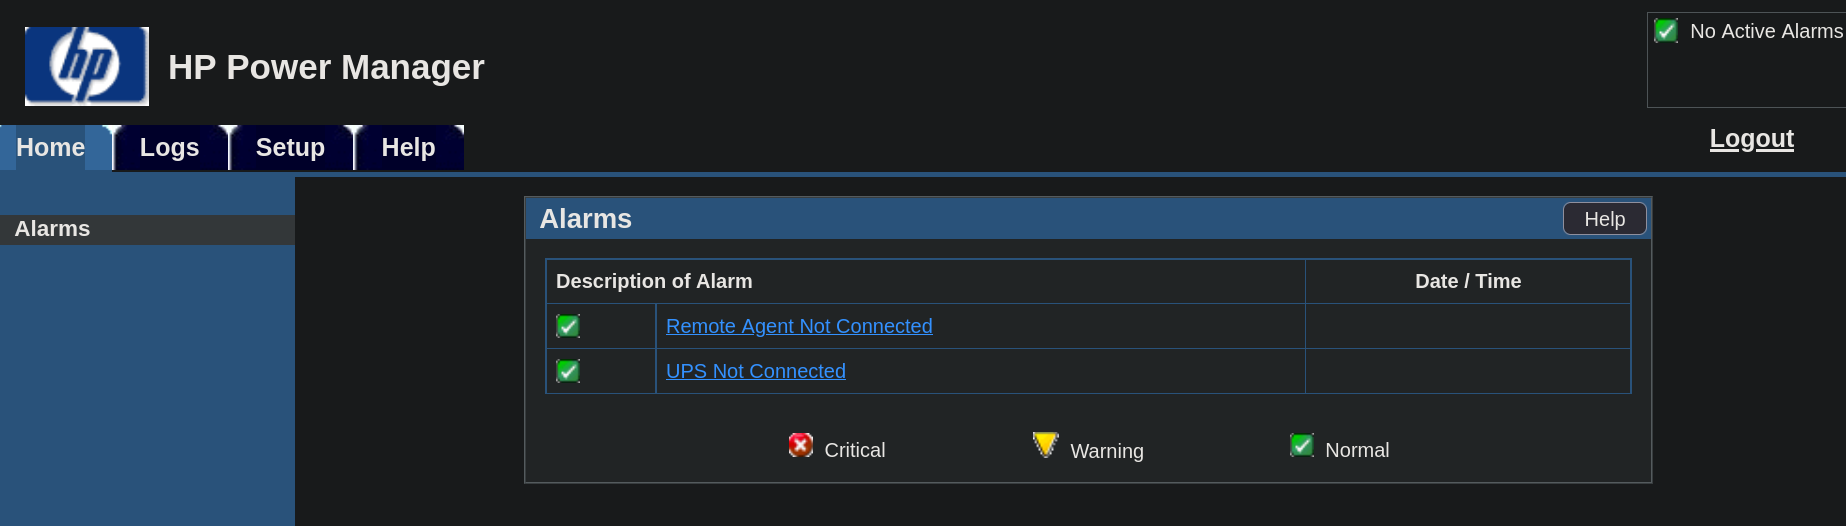 hp
HP Power Manager
No Active Alarms
Home Logs Setup Help
Logout
Alarms
Alarms
Help
Description of Alarm Date / Time
Remote Agent Not Connected
UPS Not Connected
Critical Warning Normal